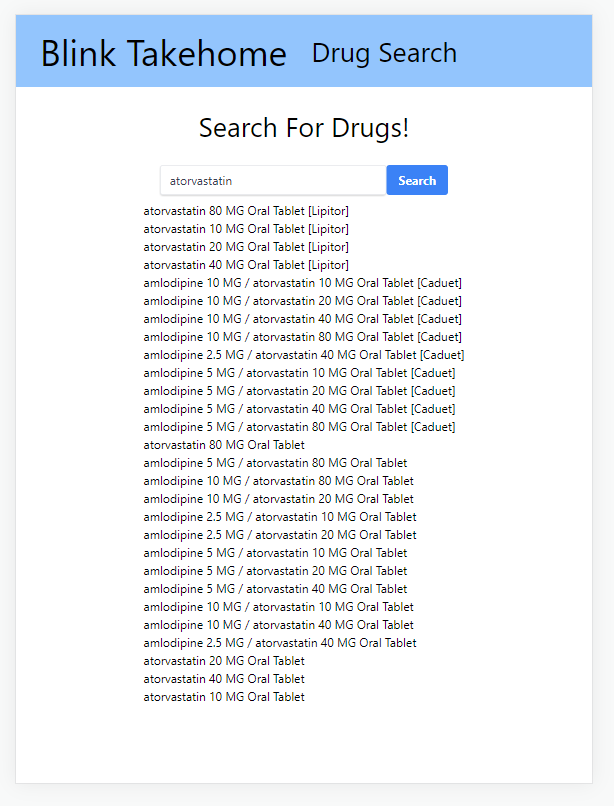 Blink Takehome Drug Search
Search For Drugs!
atorvastatin Search
atorvastatin 80 MG Oral Tablet [Lipitor]
atorvastatin 10 MG Oral Tablet [Lipitor]
atorvastatin 20 MG Oral Tablet [Lipitor]
atorvastatin 40 MG Oral Tablet [Lipitor]
amlodipine 10 MG / atorvastatin 10 MG Oral Tablet [Caduet]
amlodipine 10 MG / atorvastatin 20 MG Oral Tablet [Caduet]
amlodipine 10 MG / atorvastatin 40 MG Oral Tablet [Caduet]
amlodipine 10 MG / atorvastatin 80 MG Oral Tablet [Caduet]
amlodipine 2.5 MG / atorvastatin 40 MG Oral Tablet [Caduet]
amlodipine 5 MG / atorvastatin 10 MG Oral Tablet [Caduet]
amlodipine 5 MG / atorvastatin 20 MG Oral Tablet [Caduet]
amlodipine 5 MG / atorvastatin 40 MG Oral Tablet [Caduet]
amlodipine 5 MG / atorvastatin 80 MG Oral Tablet [Caduet]
atorvastatin 80 MG Oral Tablet
amlodipine 5 MG / atorvastatin 80 MG Oral Tablet
amlodipine 10 MG / atorvastatin 80 MG Oral Tablet
amlodipine 10 MG / atorvastatin 20 MG Oral Tablet
amlodipine 2.5 MG / atorvastatin 10 MG Oral Tablet
amlodipine 2.5 MG / atorvastatin 20 MG Oral Tablet
amlodipine 5 MG / atorvastatin 10 MG Oral Tablet
amlodipine 5 MG / atorvastatin 20 MG Oral Tablet
amlodipine 5 MG / atorvastatin 40 MG Oral Tablet
amlodipine 10 MG / atorvastatin 10 MG Oral Tablet
amlodipine 10 MG / atorvastatin 40 MG Oral Tablet
amlodipine 2.5 MG / atorvastatin 40 MG Oral Tablet
atorvastatin 20 MG Oral Tablet
atorvastatin 40 MG Oral Tablet
atorvastatin 10 MG Oral Tablet